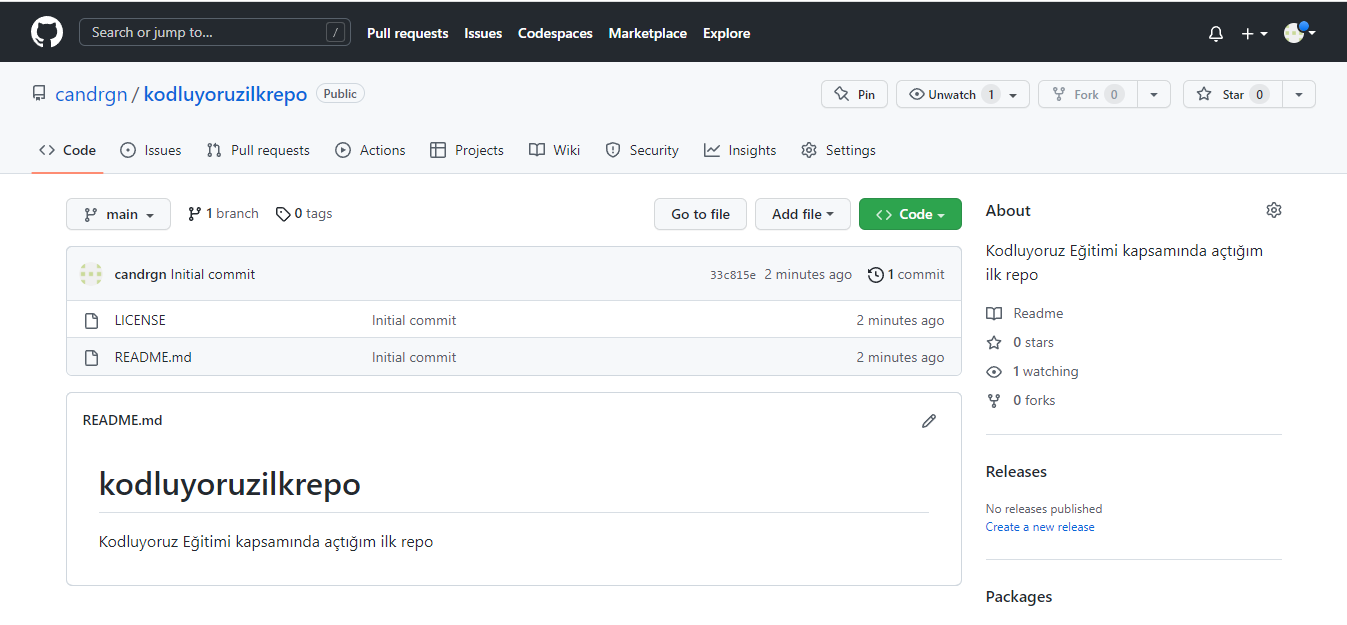 Search or jump to... / Pull requests Issues Codespaces Marketplace Explore
candrgn / kodluyoruzilkrepo Public Pin Unwatch 1 Fork 0 Star 0
Code Issues Pull requests Actions Projects Wiki Security Insights Settings
main 1 branch 0 tags Go to file Add file Code
candrgn Initial commit 33c815e 2 minutes ago 1 commit
LICENSE Initial commit 2 minutes ago
README.md Initial commit 2 minutes ago
README.md
kodluyoruzilkrepo
Kodluyoruz Eğitimi kapsamında açtığım ilk repo
About
Kodluyoruz Eğitimi kapsamında açtığım
ilk repo
Readme
0 stars
1 watching
0 forks
Releases
No releases published
Create a new release
Packages